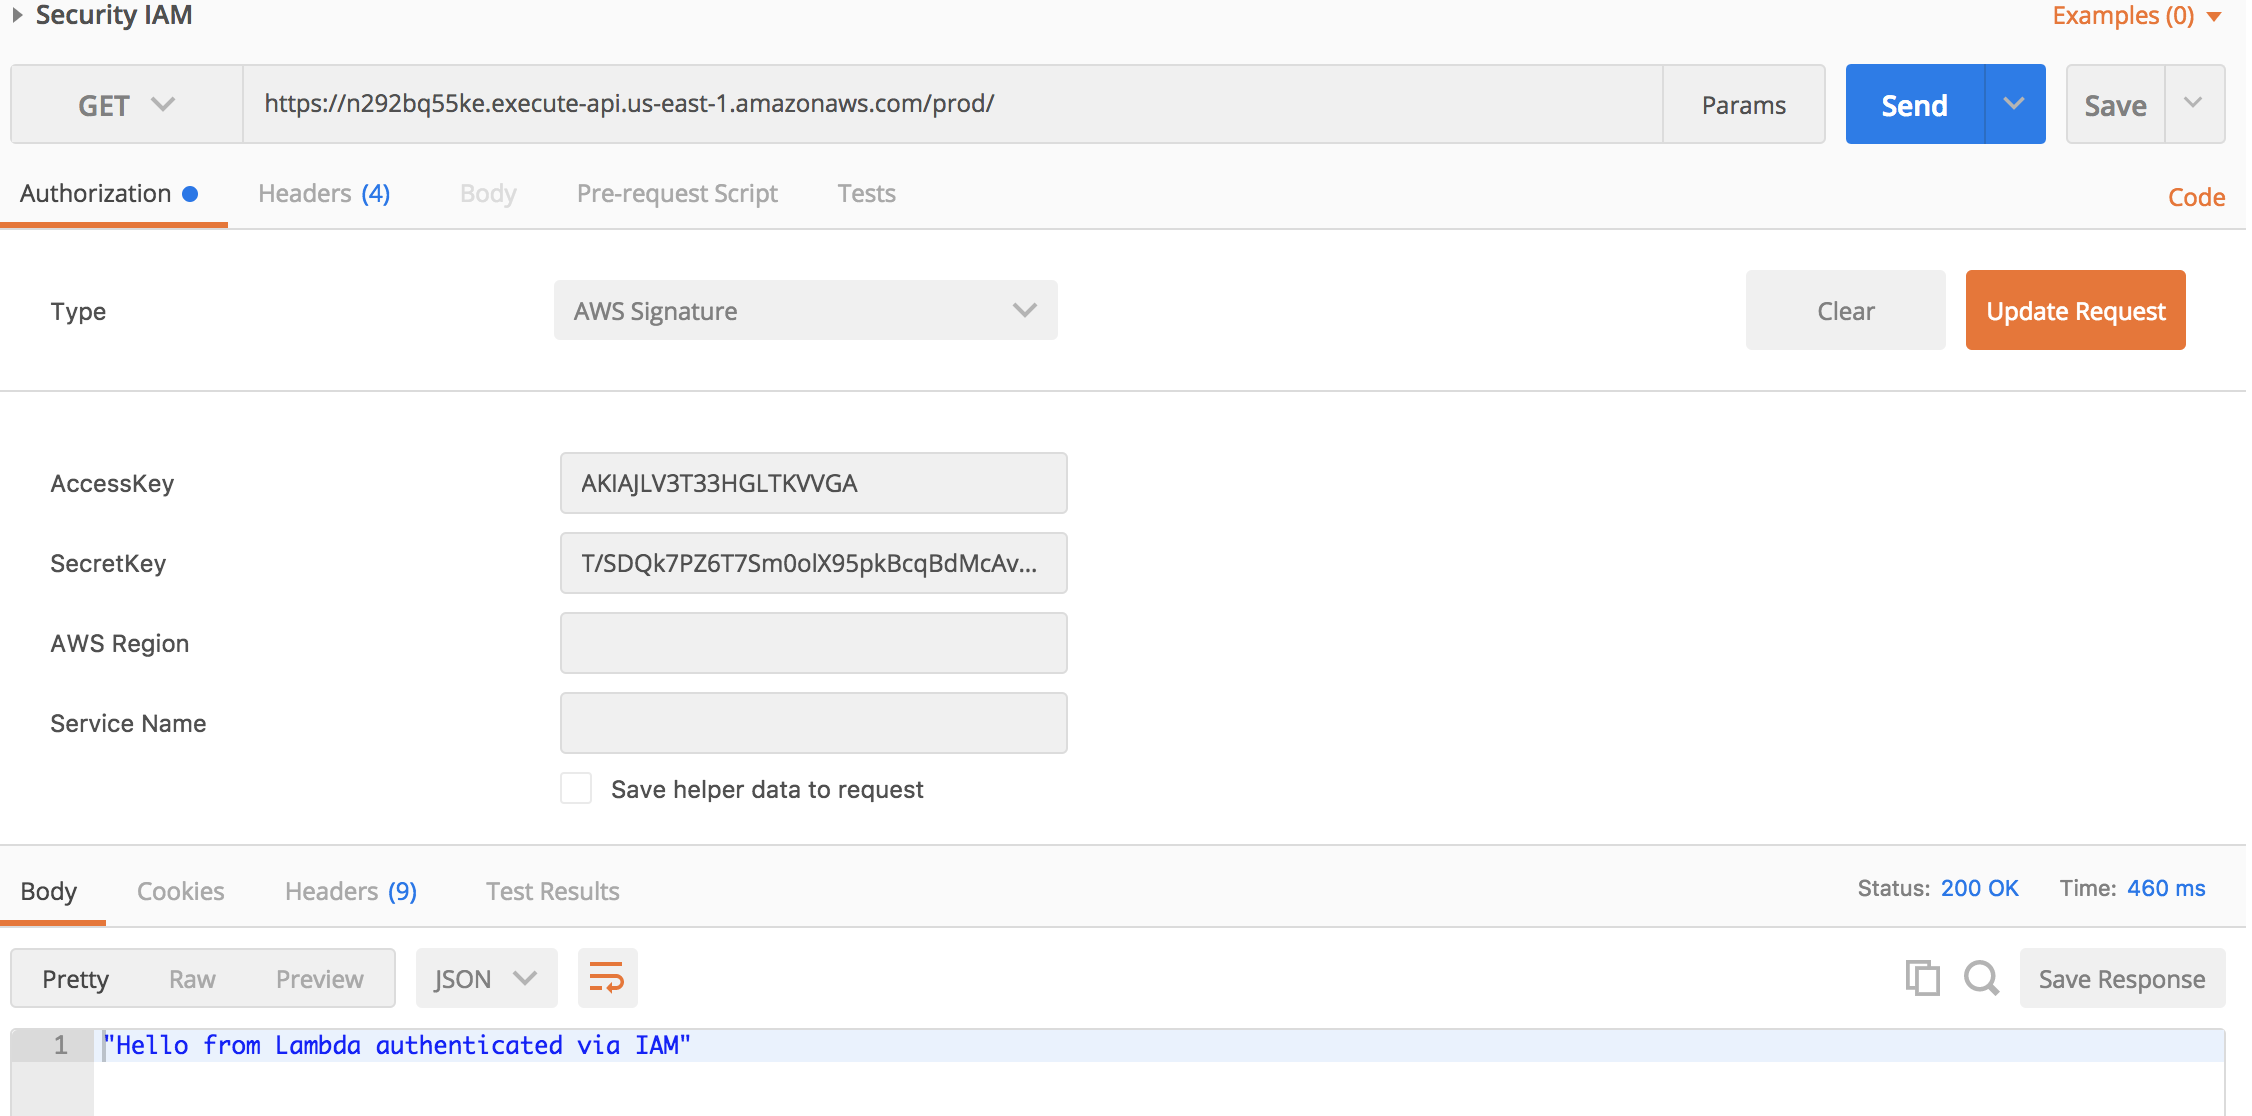 Security IAM
Examples (0)
GET https://n292bq55ke.execute-api.us-east-1.amazonaws.com/prod/ Params Send Save
Authorization Headers (4) Body Pre-request Script Tests Code
Type AWS Signature Clear Update Request
AccessKey AKIAJLV3T33HGLTKVVGA
SecretKey T/SDQk7PZ6T7Sm0olX95pkBcqBdMcAv...
AWS Region
Service Name
Save helper data to request
Body Cookies Headers (9) Test Results Status: 200 OK Time: 460 ms
Pretty Raw Preview JSON Save Response
1 "Hello from Lambda authenticated via IAM"